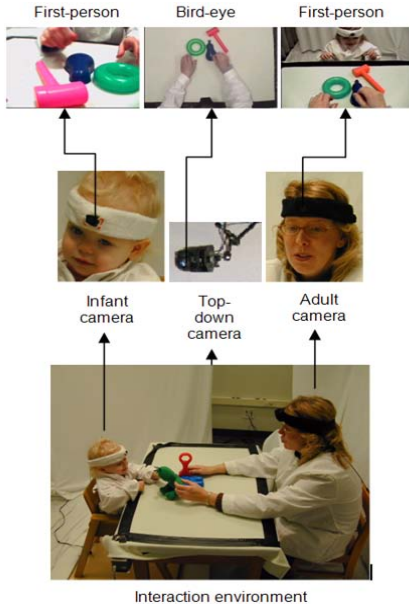 First-person
Bird-eye
First-person
Infant
camera
Top-
down
camera
Adult
camera
Interaction environment